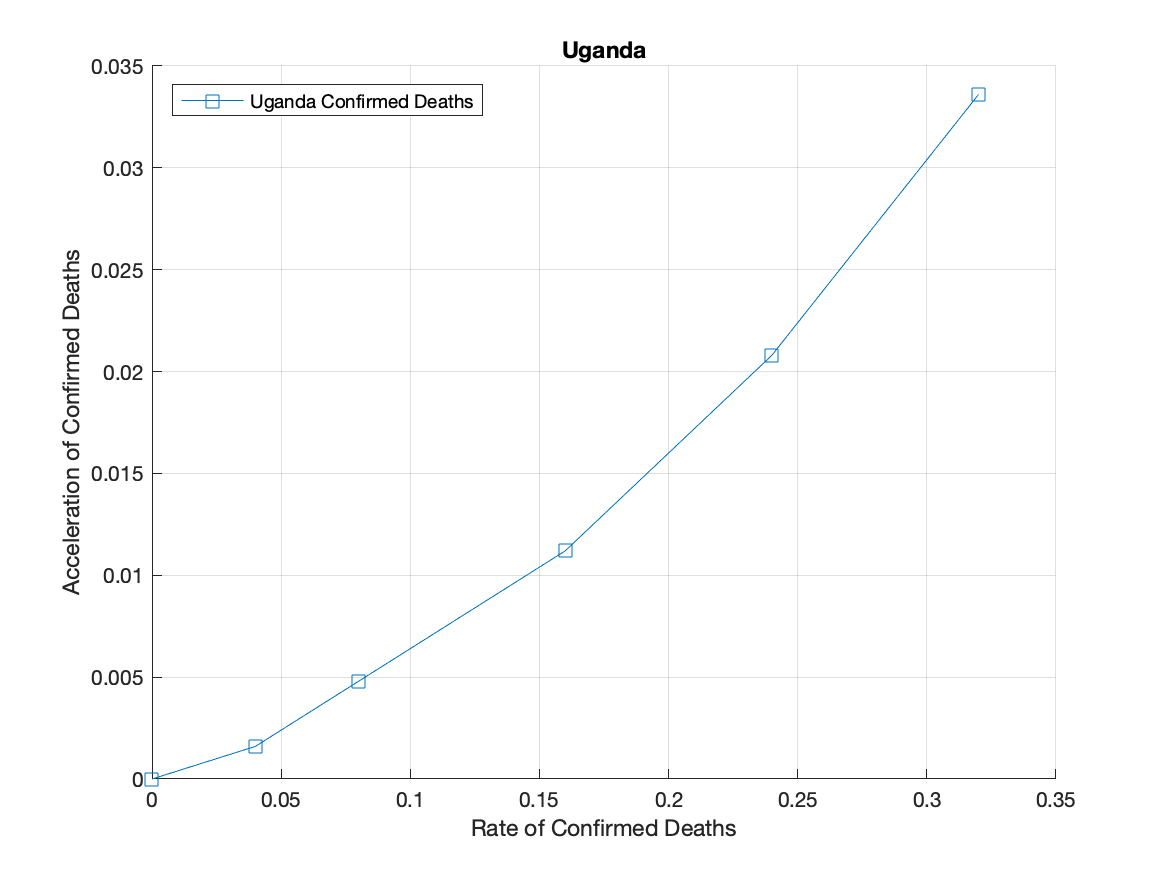 Uganda
Uganda Confirmed Deaths
Acceleration of Confirmed Deaths
0.035
0.03
0.025
0.02
0.015
0.01
0.005
0
0 0.05 0.1 0.15 0.2 0.25 0.3 0.35
Rate of Confirmed Deaths